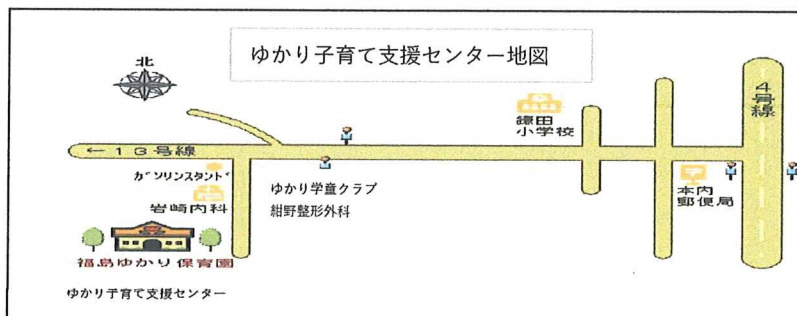 ゆかり子育て支援センター地図
北
4号線
鎌田
小学校
←13号線
ガソリンスタンド
ゆかり学童クラブ
岩崎内科
紺野整形外科
本内
郵便局
福島ゆかり保育園
ゆかり子育て支援センター